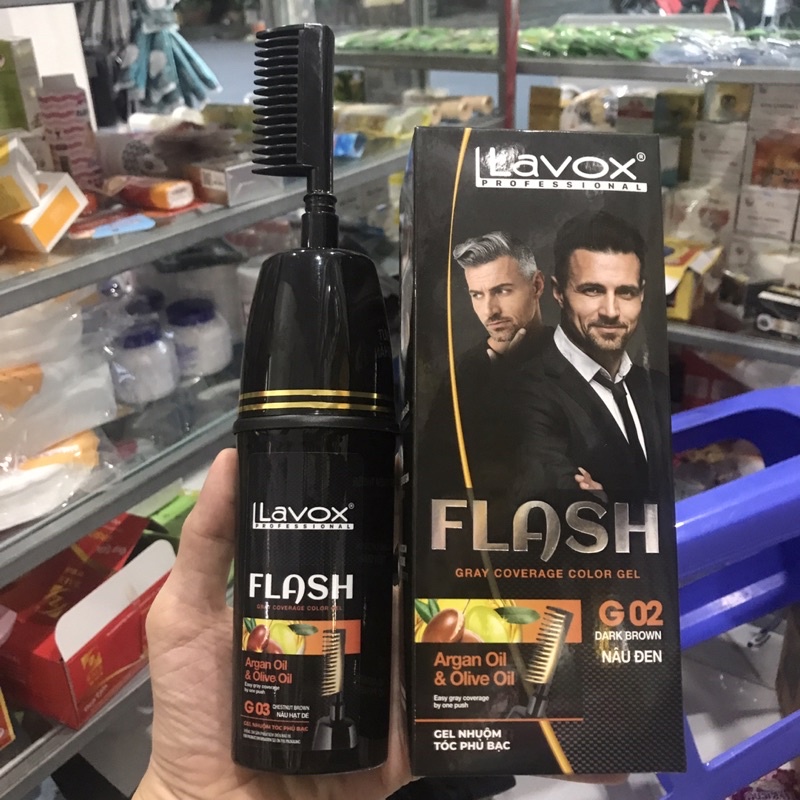 Lavox®
PROFESSIONAL
FLASH
GRAY COVERAGE COLOR GEL
Argan Oil
& Olive Oil
Easy gray coverage
by one push
G 03
CHESTNUT BROWN
NÂU HẠT DẺ
GEL NHUỘM TÓC PHỦ BẠC
Lavox®
PROFESSIONAL
FLASH
GRAY COVERAGE COLOR GEL
G 02
DARK BROWN
NÂU ĐEN
Argan Oil
& Olive Oil
Easy gray coverage
by one push
GEL NHUỘM
TÓC PHỦ BẠC